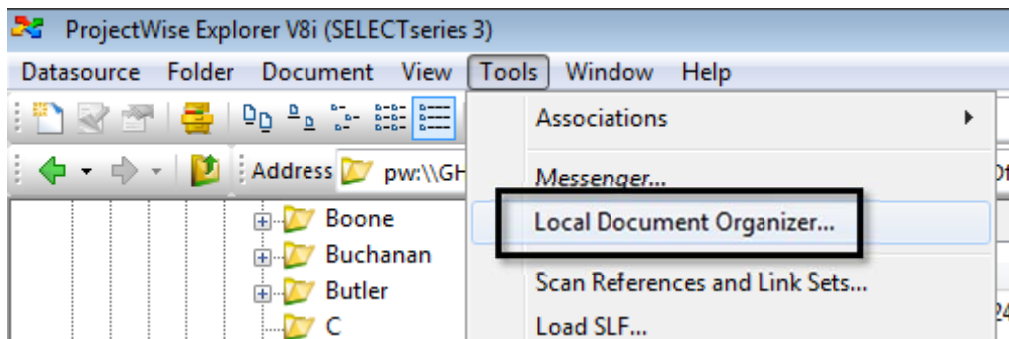 ProjectWise Explorer V8i (SELECTseries 3)
Datasource Folder Document View Tools Window Help
Associations
Address pw:\\GH
Messenger...
Boone
Local Document Organizer...
Buchanan
Butler
Scan References and Link Sets...
C
Load SLF...